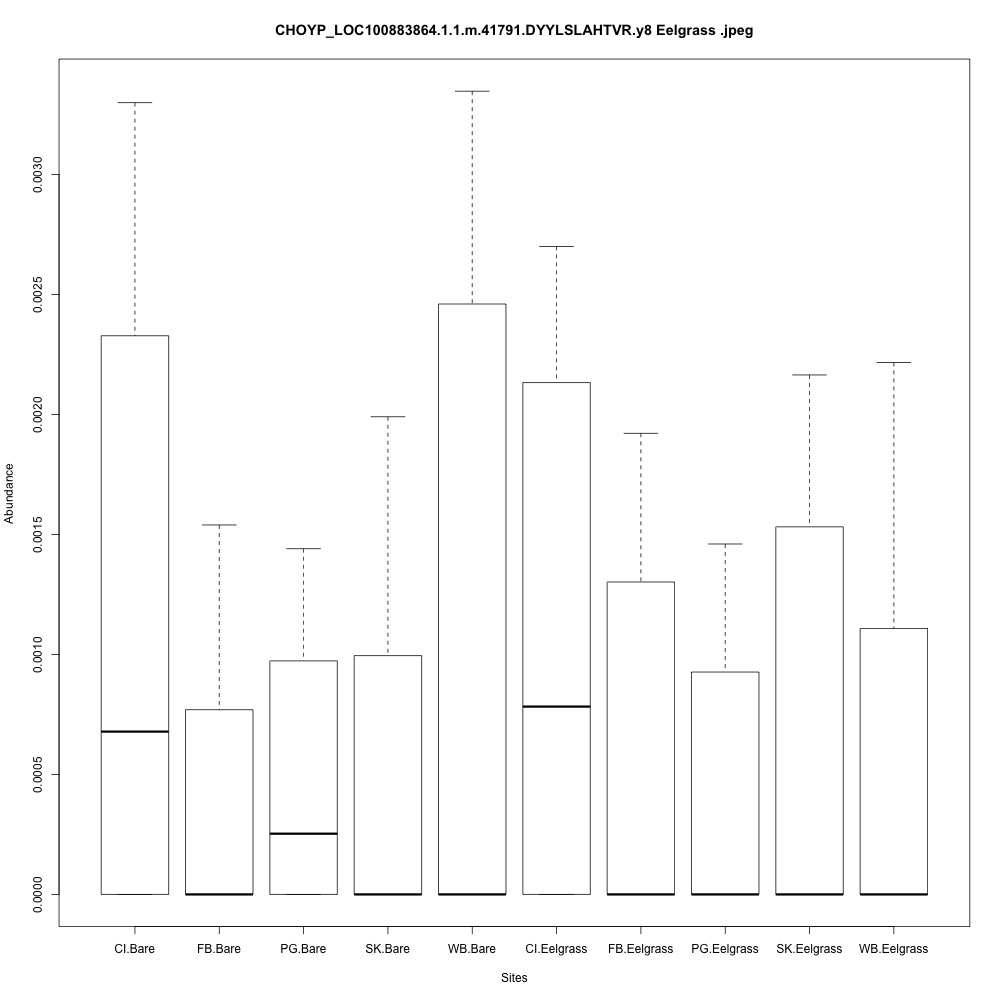 CHOYP_LOC100883864.1.1.m.41791.DYYLSLAHTVR.y8 Eelgrass .jpeg
Abundance
0.0030
0.0025
0.0020
0.0015
0.0010
0.0005
0.0000
CI.Bare FB.Bare PG.Bare SK.Bare WB.Bare CI.Eelgrass FB.Eelgrass PG.Eelgrass SK.Eelgrass WB.Eelgrass
Sites